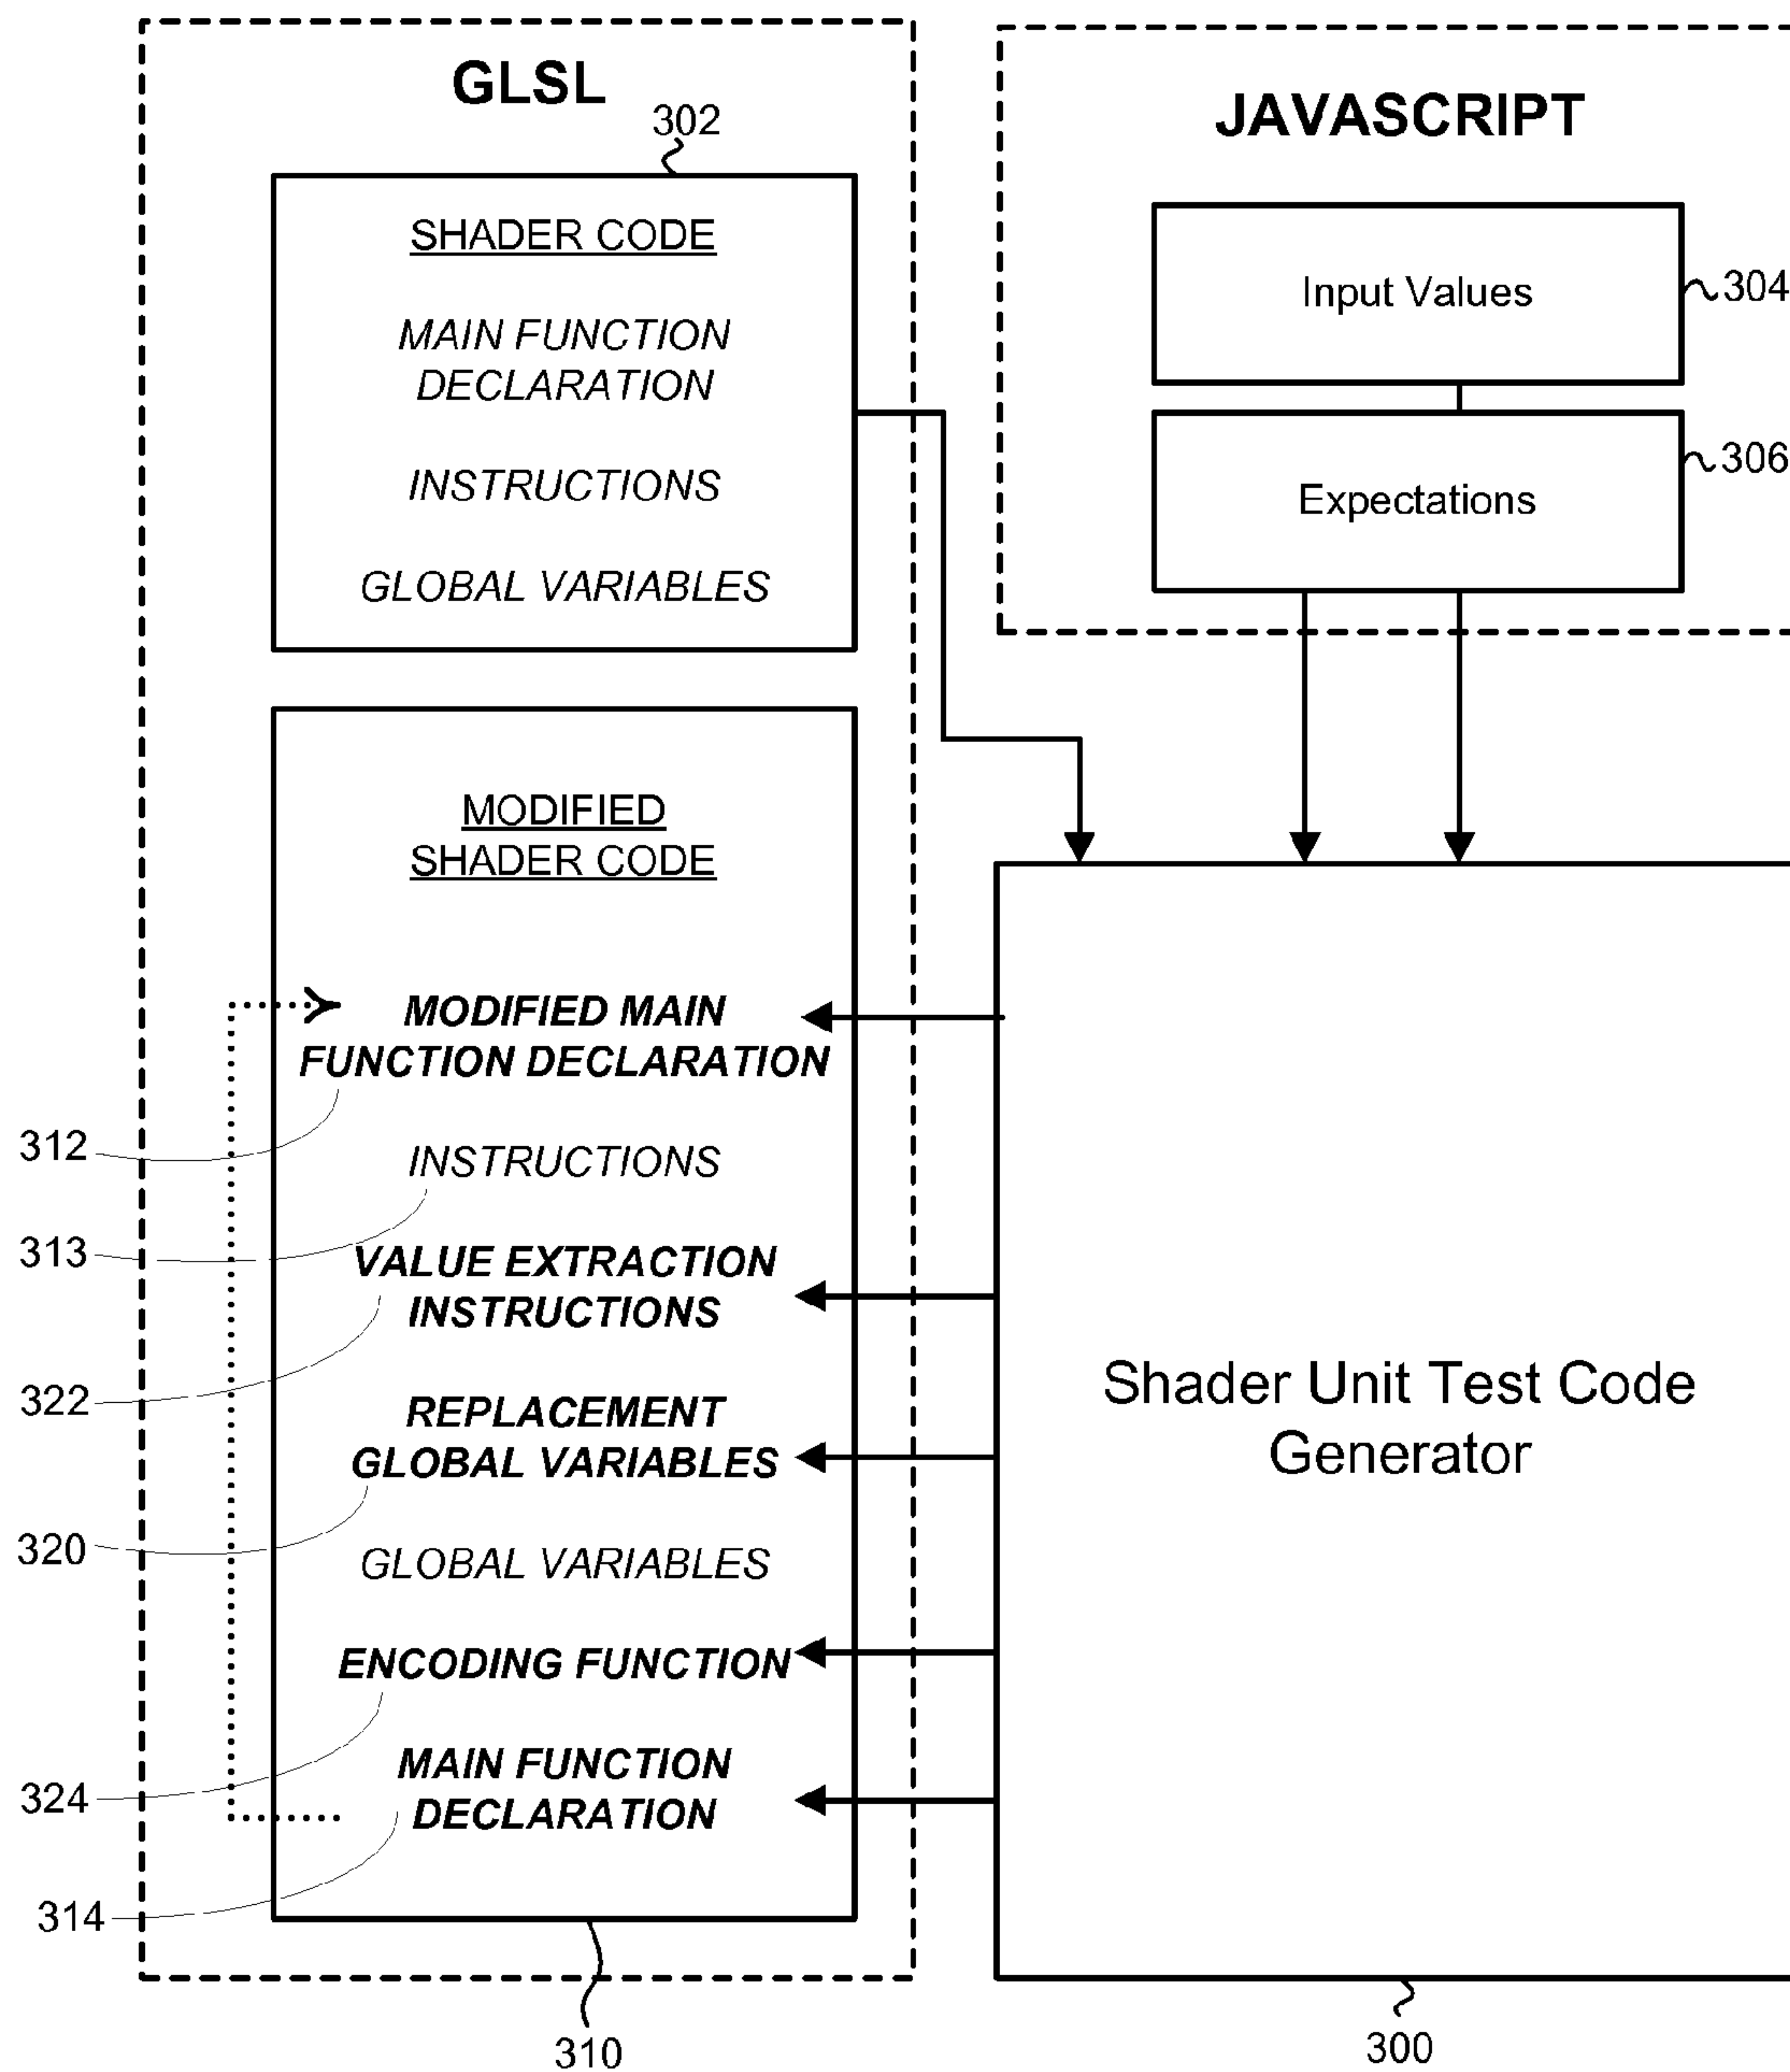 GLSL
302
SHADER CODE
MAIN FUNCTION
DECLARATION
INSTRUCTIONS
GLOBAL VARIABLES
JAVASCRIPT
Input Values
304
Expectations
306
MODIFIED
SHADER CODE
MODIFIED MAIN
FUNCTION DECLARATION
312
INSTRUCTIONS
313
VALUE EXTRACTION
INSTRUCTIONS
322
REPLACEMENT
GLOBAL VARIABLES
320
GLOBAL VARIABLES
ENCODING FUNCTION
324
MAIN FUNCTION
DECLARATION
314
310
Shader Unit Test Code
Generator
300